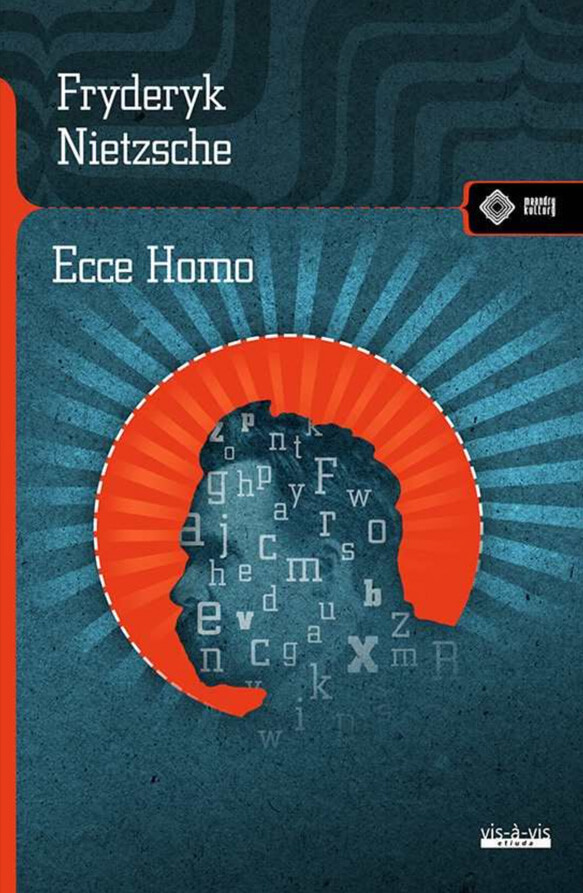 Fryderyk
Nietzsche
meandry
kultury
Ecce Homo
z p n t k
o
g h p a y F w
a j c r s o
h e m
e v d a u b z
n c g x m R
k
w i n
vis-à-vis
etiuda